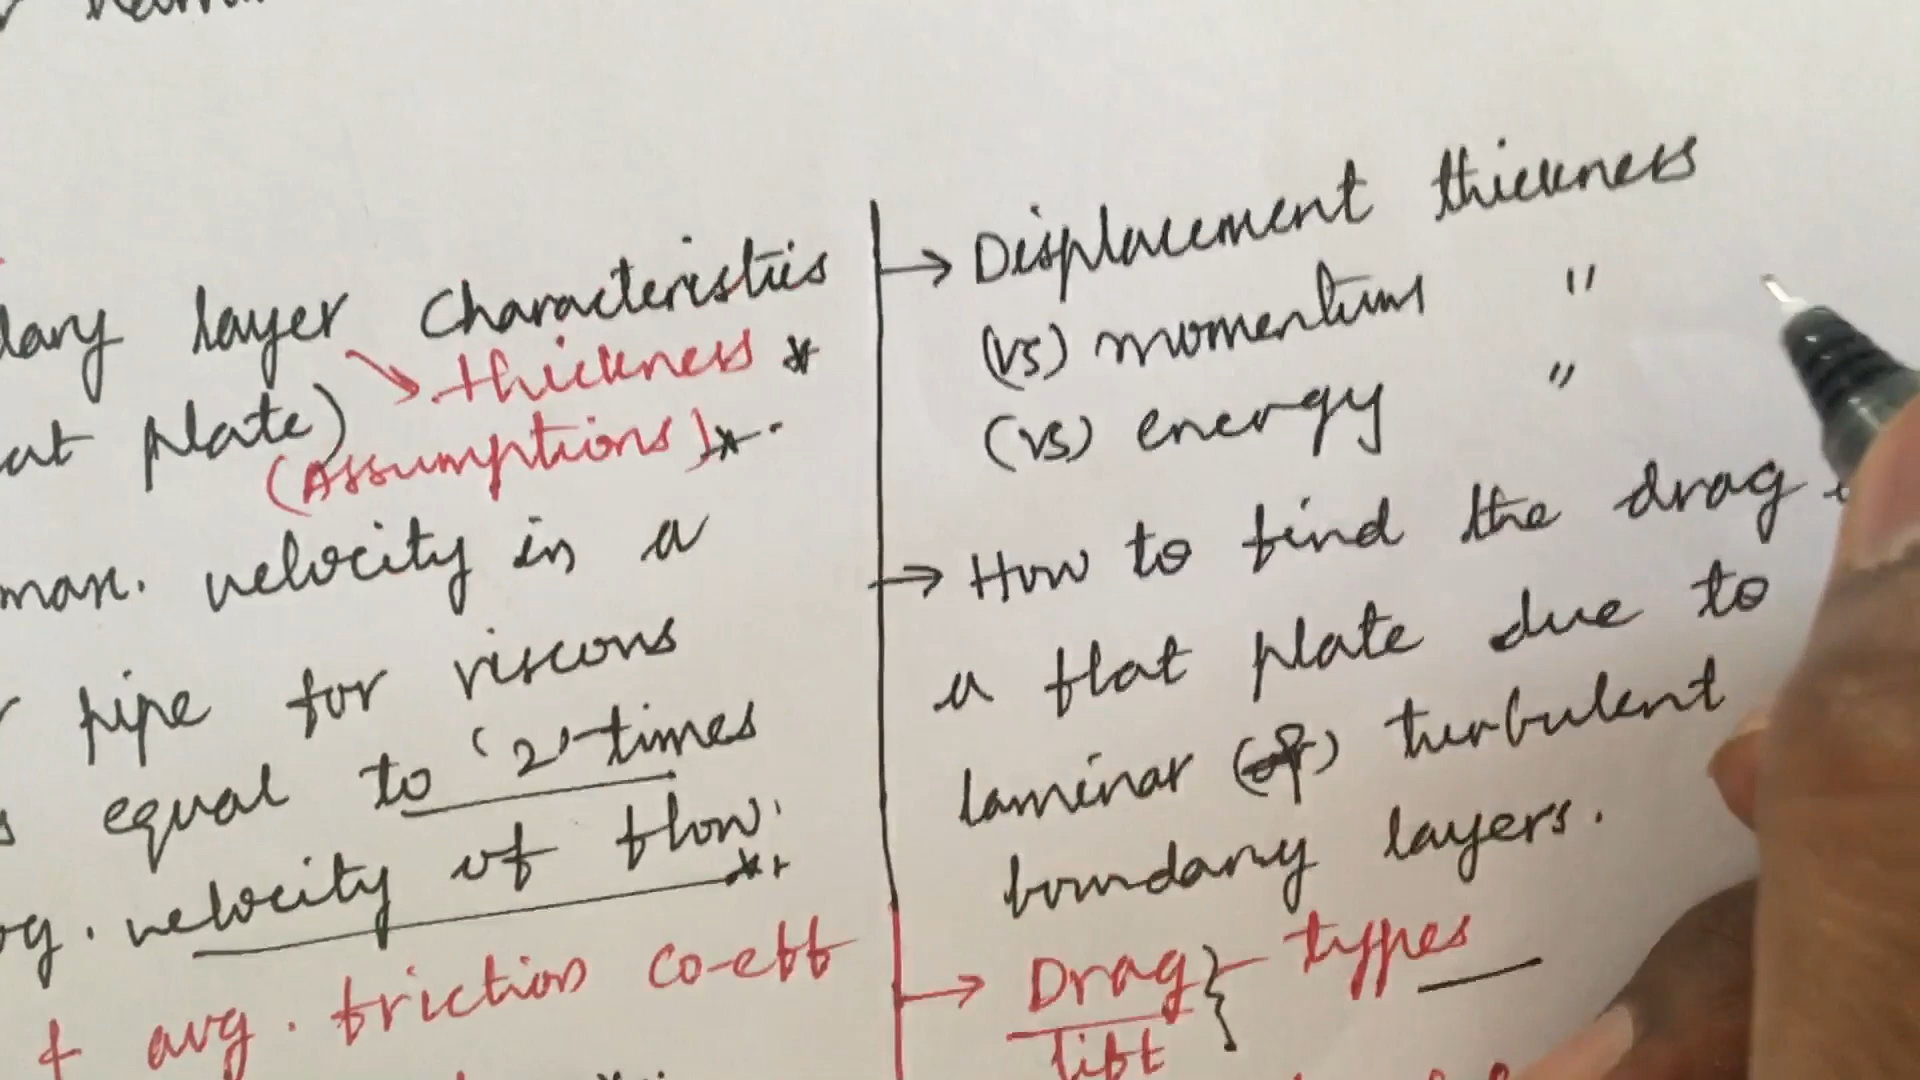 layer characteristics
thickness *
plate)
(Assumptions) *
max. velocity in a
pipe for viscous
equal to '2' times
velocity of flow.
avg. friction co-eff
→ Displacement thickness
(vs) momentum "
(vs) energy "
→ How to find the drag
a flat plate due to
laminar (or) turbulent
boundary layers.
→ Drag } - types
lift